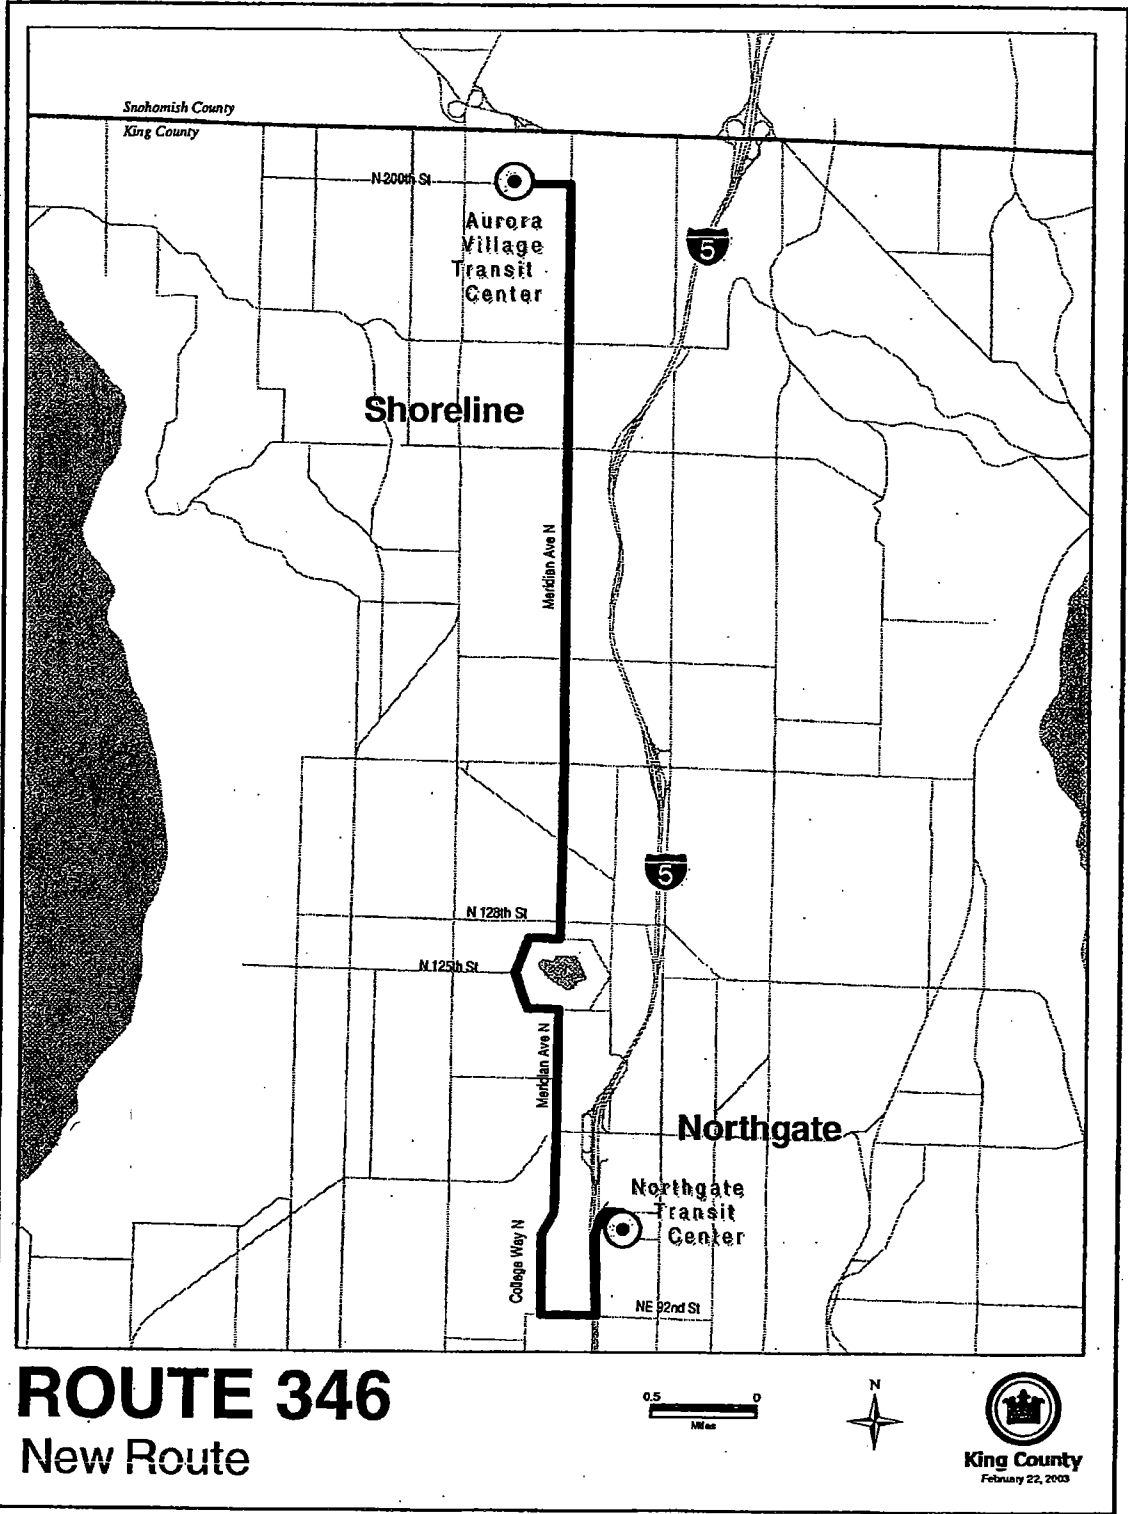 Snohomish County
King County
N 200th St
Aurora
Village
Transit
Center
5
Shoreline
Meridian Ave N
5
N 128th St
N 125th St
Meridian Ave N
Northgate
Northgate
Transit
Center
College Way N
NE 92nd St
ROUTE 346
New Route
0.5 0
Miles
N
King County
February 22, 2003